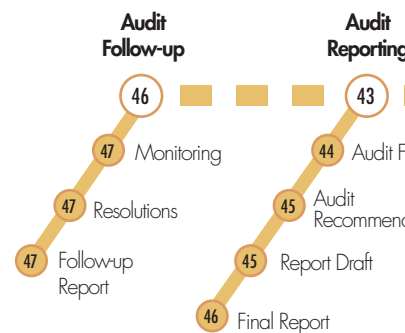 Audit
Follow-up
46
47 Monitoring
47 Resolutions
47 Follow-up
Report
Audit
Reporting
43
44 Audit F
45 Audit
Recommend
45 Report Draft
46 Final Report